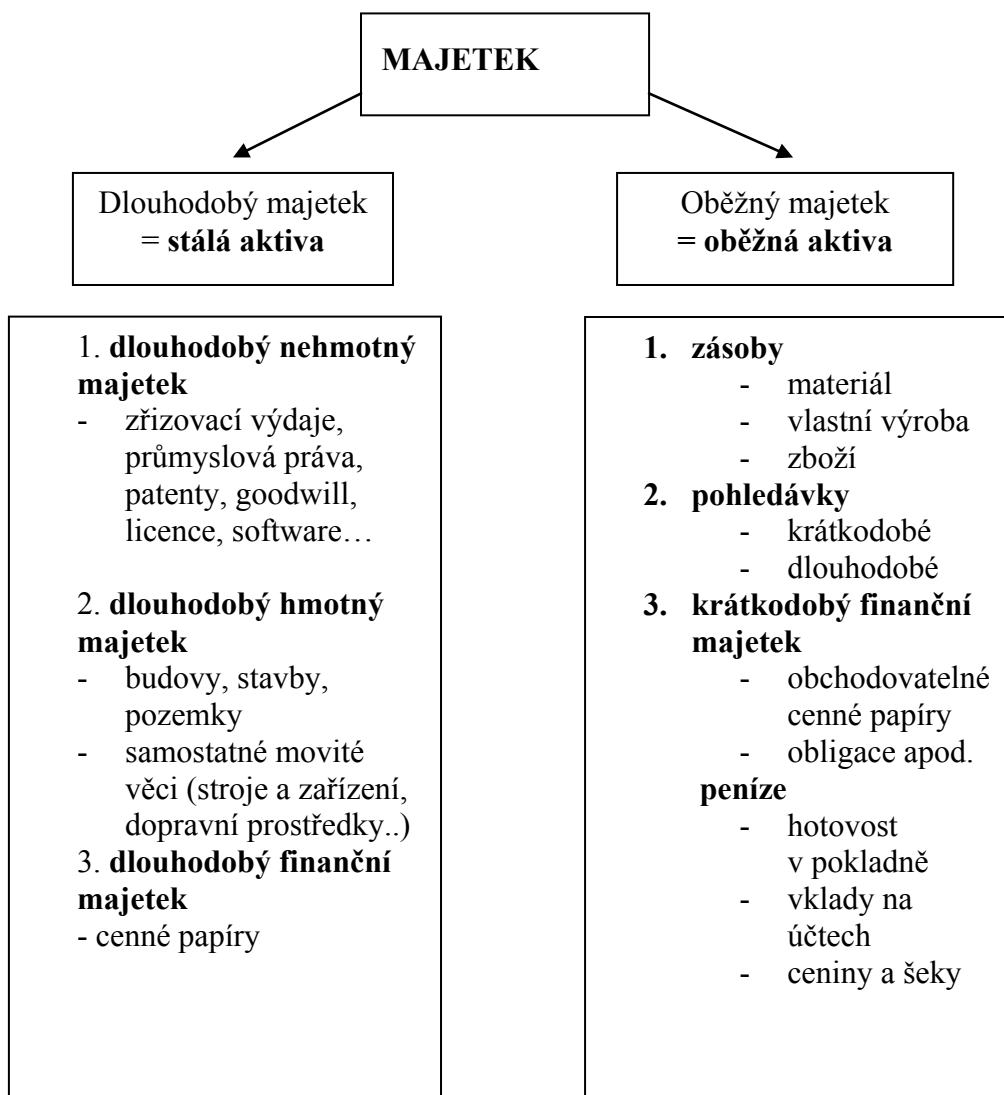 MAJETEK
Dlouhodobý majetek
= stálá aktiva
Oběžný majetek
= oběžná aktiva
1. dlouhodobý nehmotný
majetek
- zřizovací výdaje,
průmyslová práva,
patenty, goodwill,
licence, software…
2. dlouhodobý hmotný
majetek
- budovy, stavby,
pozemky
- samostatné movité
věci (stroje a zařízení,
dopravní prostředky..)
3. dlouhodobý finanční
majetek
- cenné papíry
1. zásoby
- materiál
- vlastní výroba
- zboží
2. pohledávky
- krátkodobé
- dlouhodobé
3. krátkodobý finanční
majetek
- obchodovatelné
cenné papíry
- obligace apod.
peníze
- hotovost
v pokladně
- vklady na
účtech
- ceniny a šeky